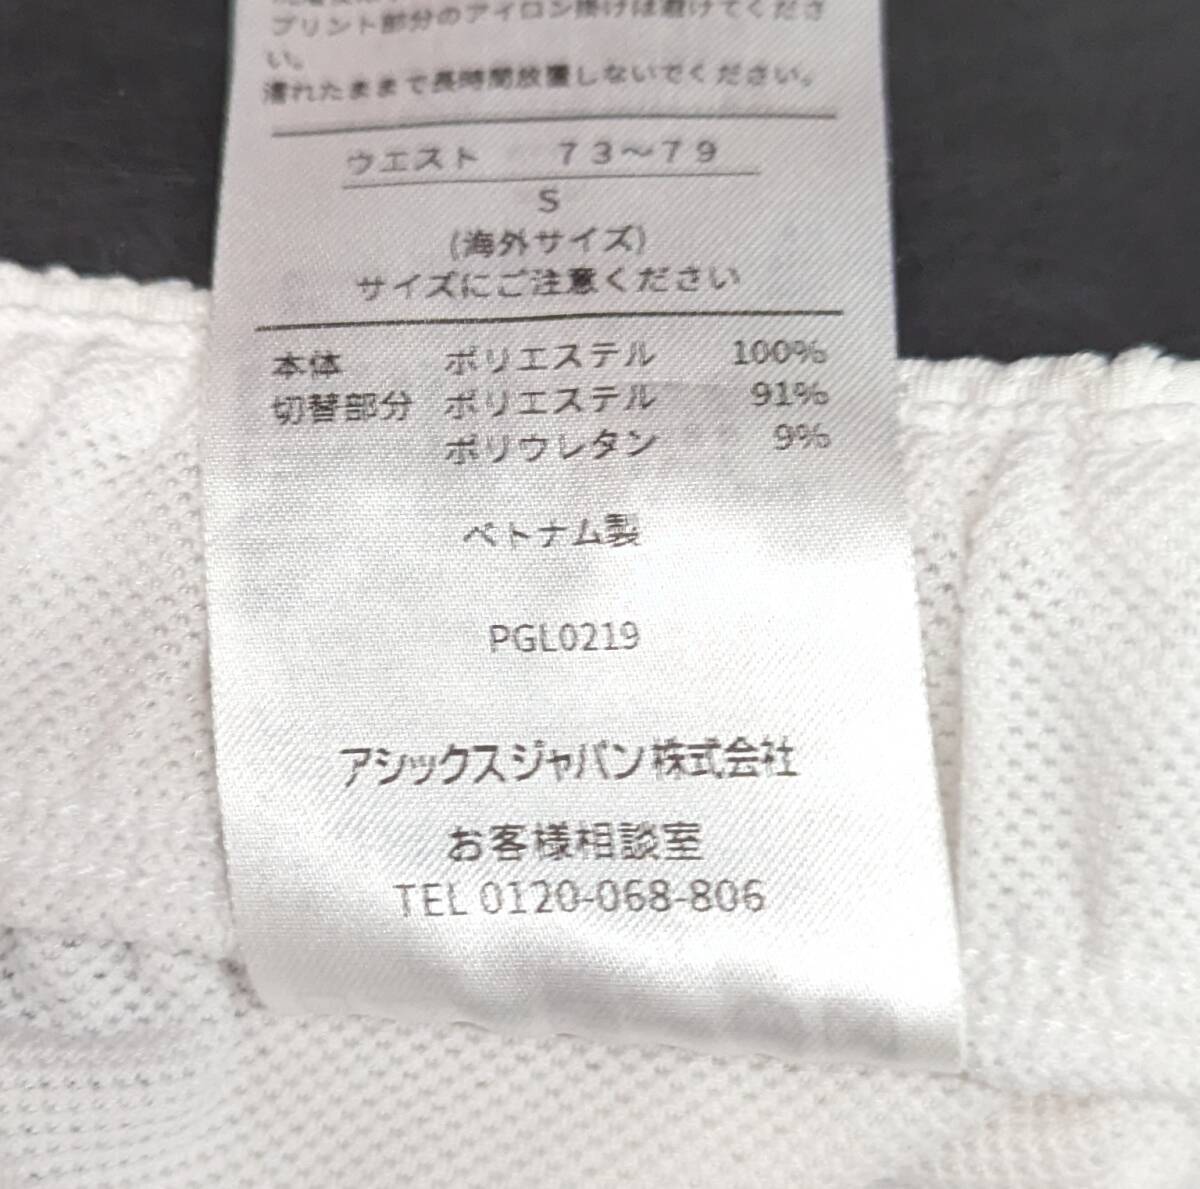 プリント部分のアイロン掛けは避けてくださ
い。
濡れたままで長時間放置しないでください。
ウエスト 73〜79
S
(海外サイズ)
サイズにご注意ください
本体 ポリエステル 100%
切替部分 ポリエステル 91%
ポリウレタン 9%
ベトナム製
PGL0219
アシックスジャパン株式会社
お客様相談室
TEL 0120-068-806